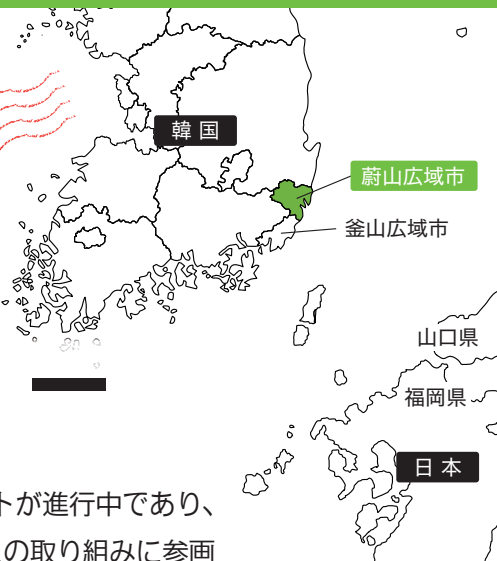 韓国
蔚山広域市
釜山広域市
山口県
福岡県
日本
トが進行中であり、
の取り組みに参画